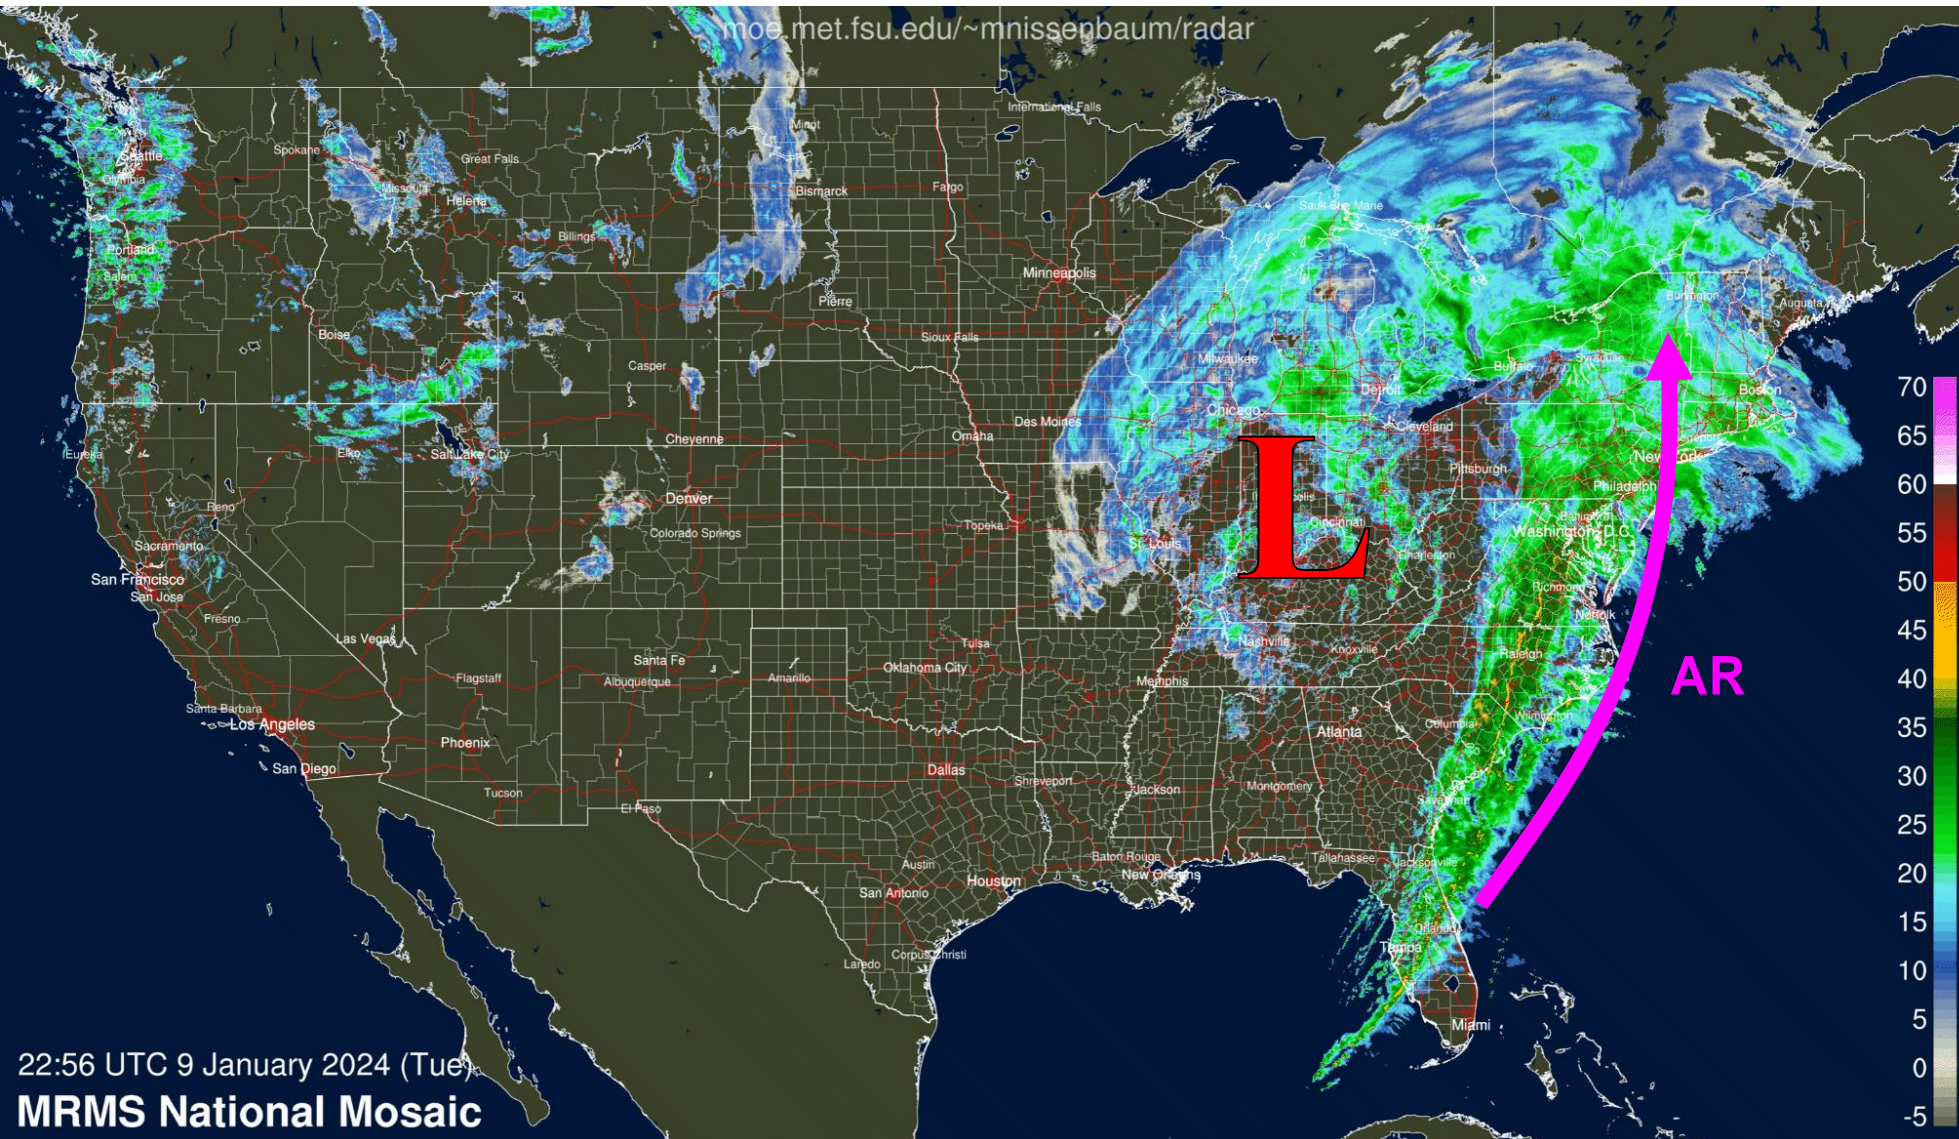 moe.met.fsu.edu/~mnissenbaum/radar
International Falls
Minot
Seattle
Spokane
Great Falls
Olympia
Missoula
Helena
Bismarck
Fargo
Sault Ste Marie
Portland
Billings
Salem
Minneapolis
Pierre
Burlington
Augusta
Boise
Sioux Falls
Casper
Milwaukee
Syracuse
Buffalo
Detroit
Boston
70
Chicago
Des Moines
Cleveland
65
Omaha
Cheyenne
Eureka
Elko
Salt Lake City
New York
Pittsburgh
60
Denver
Philadelph
L
Reno
Topeka
Baltimore
Cincinnati
Colorado Springs
Washington, D.C.
55
Sacramento
St. Louis
Charleston
San Francisco
50
San Jose
Richmond
Fresno
Norfolk
45
Las Vegas
Tulsa
Nashville
Knoxville
Raleigh
Santa Fe
Oklahoma City
AR
Flagstaff
Albuquerque
Amarillo
Memphis
40
Santa Barbara
Los Angeles
Columbia
Wilmington
35
Phoenix
Atlanta
San Diego
Dallas
30
Tucson
Shreveport
Jackson
Montgomery
Savannah
El Paso
25
Austin
Baton Rouge
Tallahassee
Jacksonville
New Orleans
20
San Antonio
Houston
15
Orlando
Tampa
Corpus Christi
Laredo
10
Miami
5
22:56 UTC 9 January 2024 (Tue)
0
MRMS National Mosaic
-5